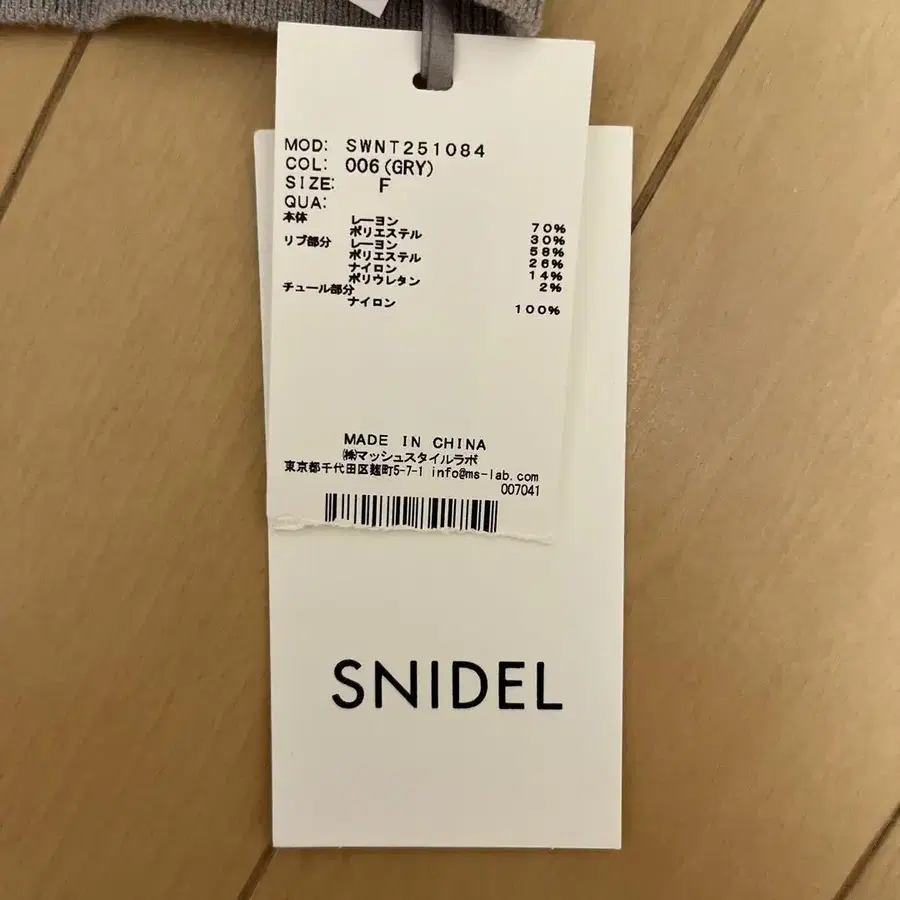 MOD: SWNT251084
COL: 006(GRY)
SIZE: F
QUA:
本体 レーヨン 70%
ポリエステル 30%
リブ部分 レーヨン 58%
ポリエステル 26%
ナイロン 14%
ポリウレタン 2%
チュール部分
ナイロン 100%
MADE IN CHINA
㈱マッシュスタイルラボ
東京都千代田区麹町5-7-1 info@ms-lab.com
007041
SNIDEL